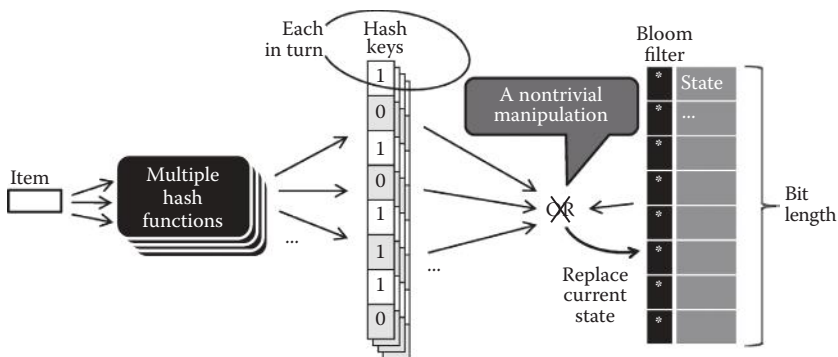 Each
in turn
Hash
keys
Bloom
filter
Item
Multiple
hash
functions
...
1
0
1
0
1
1
1
0
...
A nontrivial
manipulation
OR
Replace
current
state
* State
* ...
*
*
*
*
*
*
Bit
length